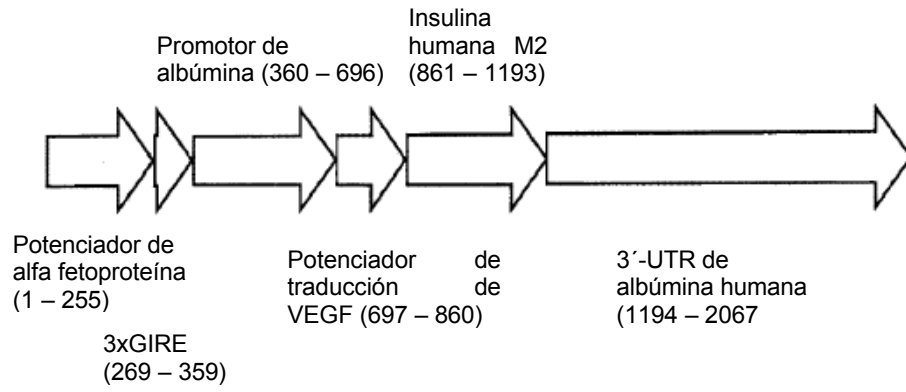 Promotor de
albúmina (360 – 696)
Insulina
humana M2
(861 – 1193)
Potenciador de
alfa fetoproteína
(1 – 255)
3xGIRE
(269 – 359)
Potenciador de
traducción de
VEGF (697 – 860)
3´-UTR de
albúmina humana
(1194 – 2067